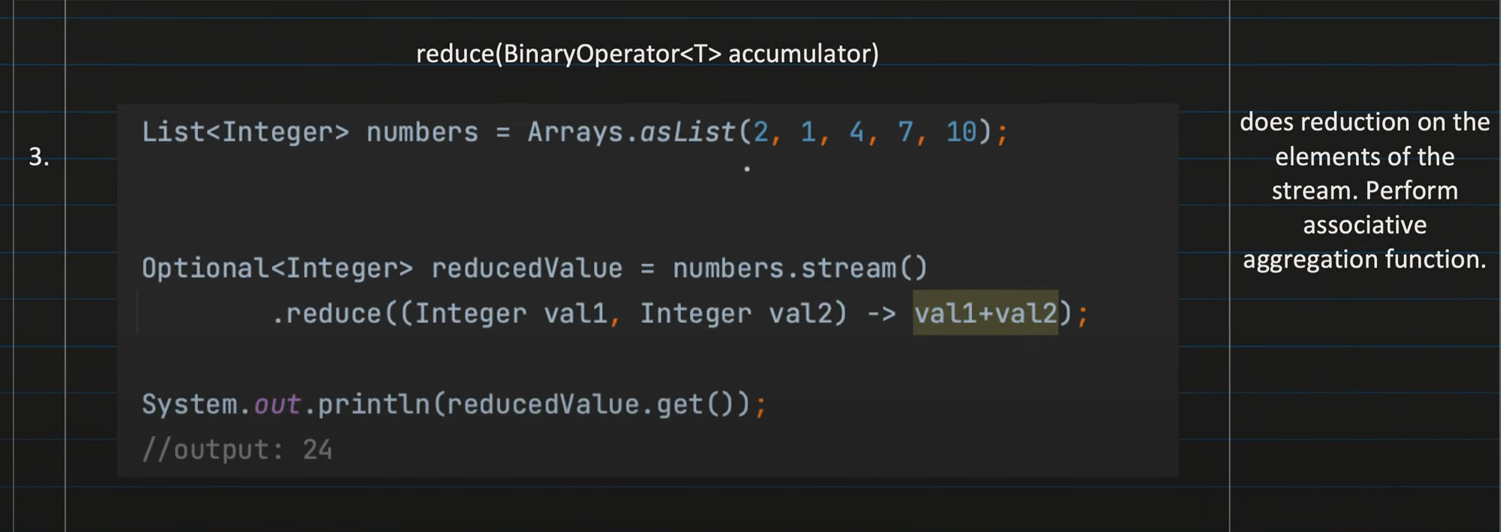 reduce(BinaryOperator<T> accumulator)
3.
List<Integer> numbers = Arrays.asList(2, 1, 4, 7, 10);
Optional<Integer> reducedValue = numbers.stream()
.reduce((Integer val1, Integer val2) -> val1+val2);
System.out.println(reducedValue.get());
//output: 24
does reduction on the
elements of the
stream. Perform
associative
aggregation function.